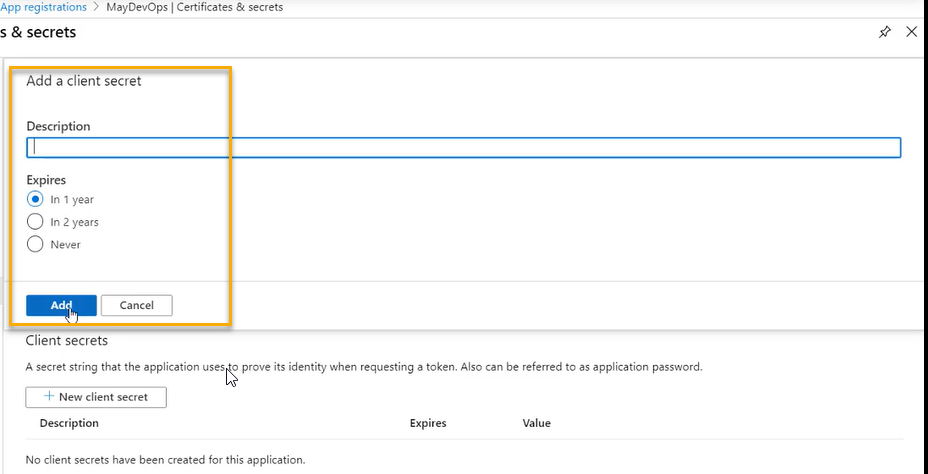 App registrations > MayDevOps | Certificates & secrets
s & secrets
Add a client secret
Description
Expires
In 1 year
In 2 years
Never
Add Cancel
Client secrets
A secret string that the application uses to prove its identity when requesting a token. Also can be referred to as application password.
+ New client secret
Description Expires Value
No client secrets have been created for this application.